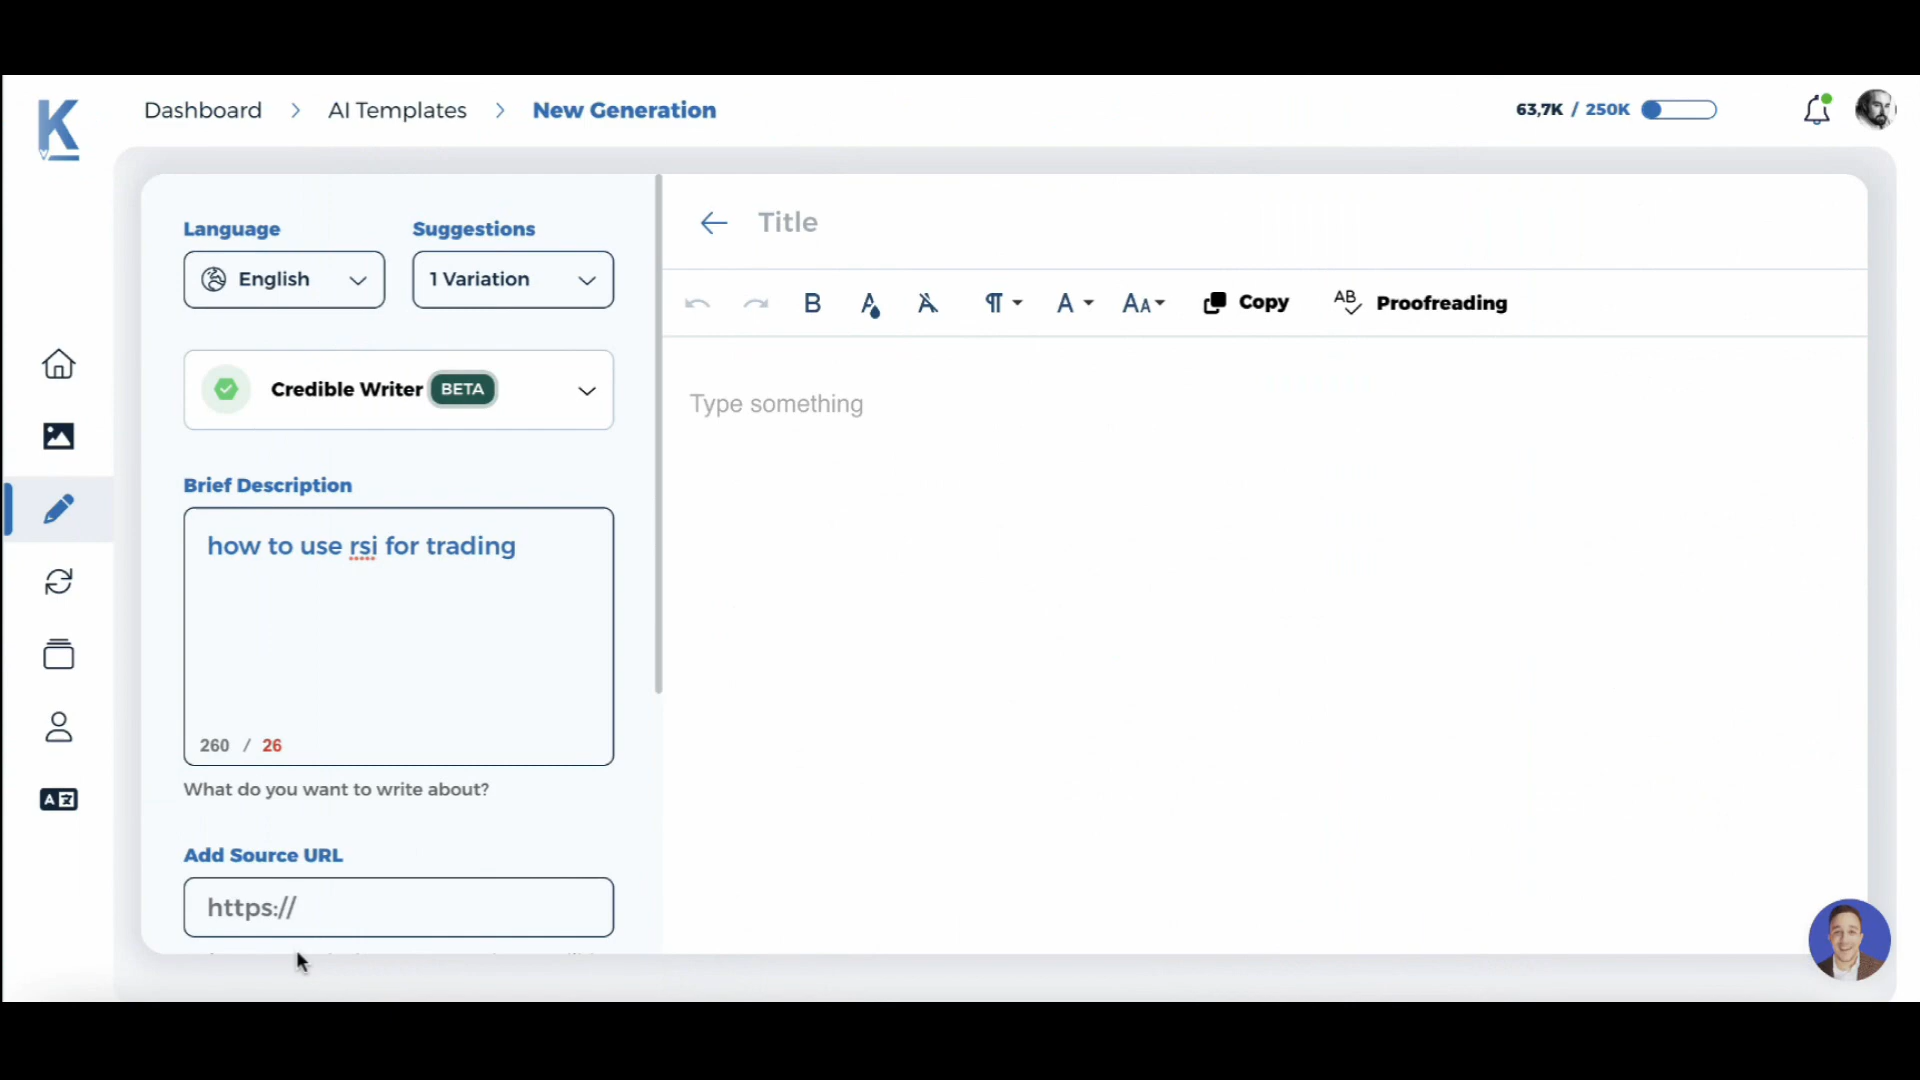 K
Dashboard > AI Templates > New Generation
63,7K / 250K
Language
Suggestions
English
1 Variation
Credible Writer BETA
Brief Description
how to use rsi for trading
260 / 26
What do you want to write about?
Add Source URL
https://
Title
B
A
A
¶
A
AA
Copy
AB
Proofreading
Type something
A